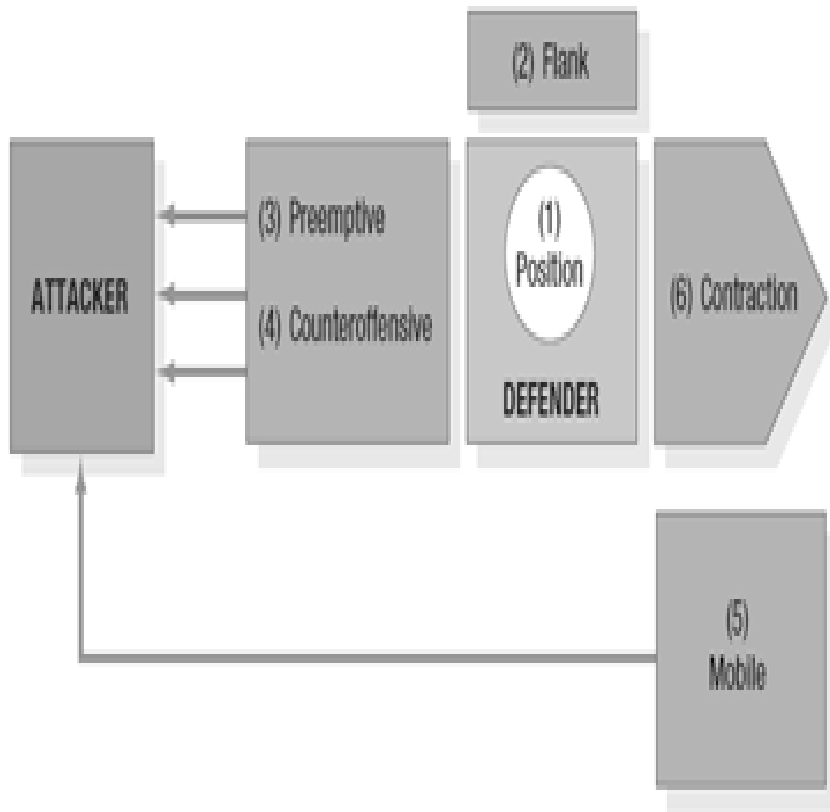 (2) Flank
ATTACKER
(3) Preemptive
(4) Counteroffensive
(1)
Position
DEFENDER
(6) Contraction
(5)
Mobile